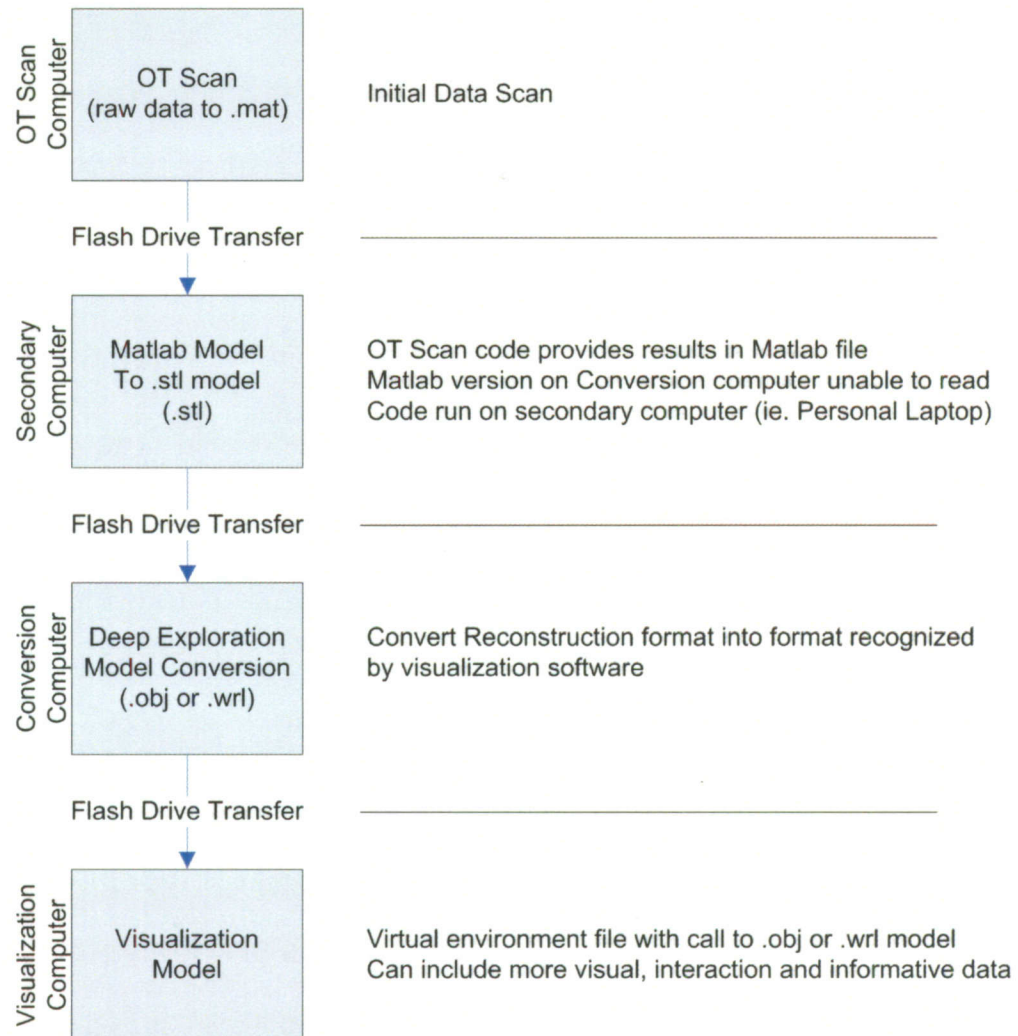 OT Scan
Computer
OT Scan
(raw data to .mat)
Initial Data Scan
Flash Drive Transfer
Secondary
Computer
Matlab Model
To .stl model
(.stl)
OT Scan code provides results in Matlab file
Matlab version on Conversion computer unable to read
Code run on secondary computer (ie. Personal Laptop)
Flash Drive Transfer
Conversion
Computer
Deep Exploration
Model Conversion
(.obj or .wrl)
Convert Reconstruction format into format recognized
by visualization software
Flash Drive Transfer
Visualization
Computer
Visualization
Model
Virtual environment file with call to .obj or .wrl model
Can include more visual, interaction and informative data